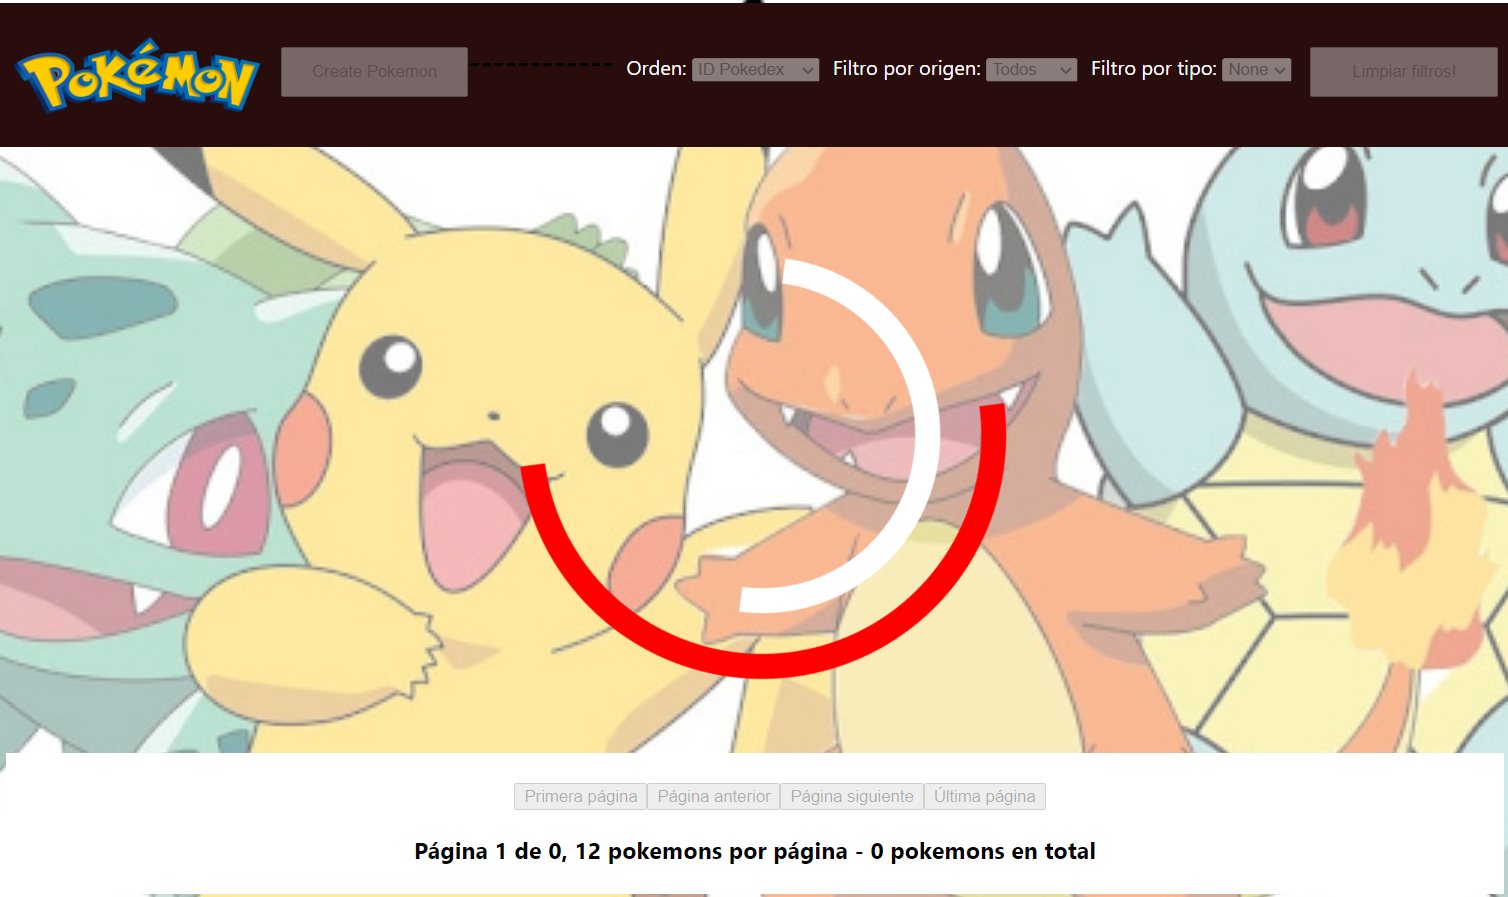 POKéMON
Create Pokemon
Orden: ID Pokedex Filtro por origen: Todos Filtro por tipo: None Limpiar filtros!
Primera página Página anterior Página siguiente Última página
Página 1 de 0, 12 pokemons por página - 0 pokemons en total